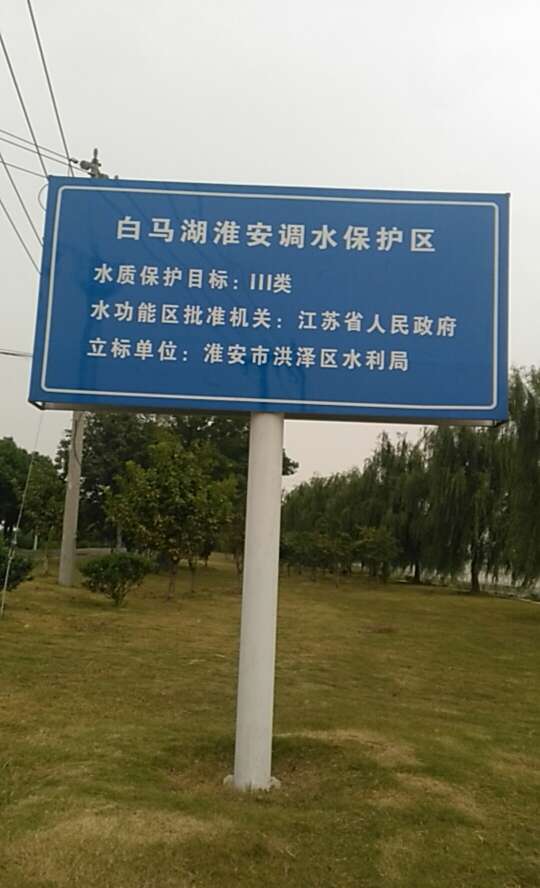 白马湖淮安调水保护区
水质保护目标：III类
水功能区批准机关：江苏省人民政府
立标单位：淮安市洪泽区水利局